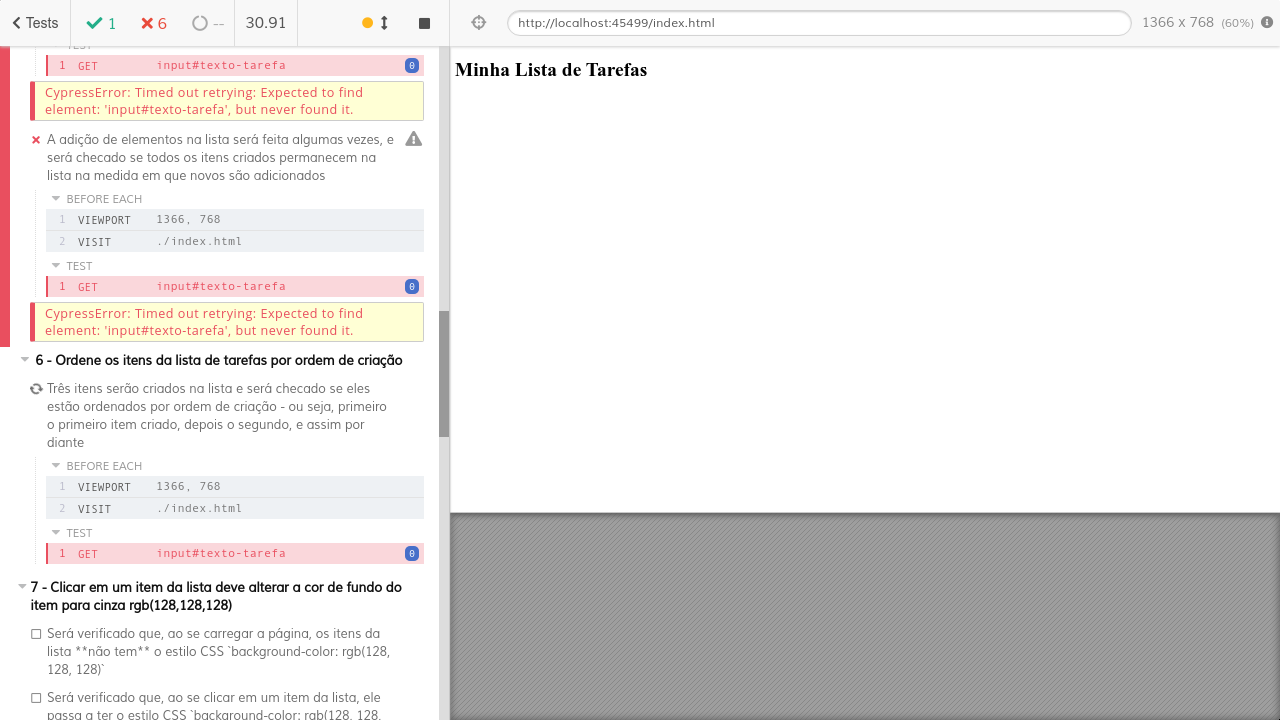 Tests
1
6
--
30.91
http://localhost:45499/index.html
1366 x 768 (60%)
TEST
1 GET input#texto-tarefa 0
CypressError: Timed out retrying: Expected to find
element: 'input#texto-tarefa', but never found it.
A adição de elementos na lista será feita algumas vezes, e
será checado se todos os itens criados permanecem na
lista na medida em que novos são adicionados
BEFORE EACH
1 VIEWPORT 1366, 768
2 VISIT ./index.html
TEST
1 GET input#texto-tarefa 0
CypressError: Timed out retrying: Expected to find
element: 'input#texto-tarefa', but never found it.
6 - Ordene os itens da lista de tarefas por ordem de criação
Três itens serão criados na lista e será checado se eles
estão ordenados por ordem de criação - ou seja, primeiro
o primeiro item criado, depois o segundo, e assim por
diante
BEFORE EACH
1 VIEWPORT 1366, 768
2 VISIT ./index.html
TEST
1 GET input#texto-tarefa 0
7 - Clicar em um item da lista deve alterar a cor de fundo do
item para cinza rgb(128,128,128)
Será verificado que, ao se carregar a página, os itens da
lista **não tem** o estilo CSS `background-color: rgb(128,
128, 128)`
Será verificado que, ao se clicar em um item da lista, ele
passa a ter o estilo CSS `background-color: rgb(128, 128,
Minha Lista de Tarefas